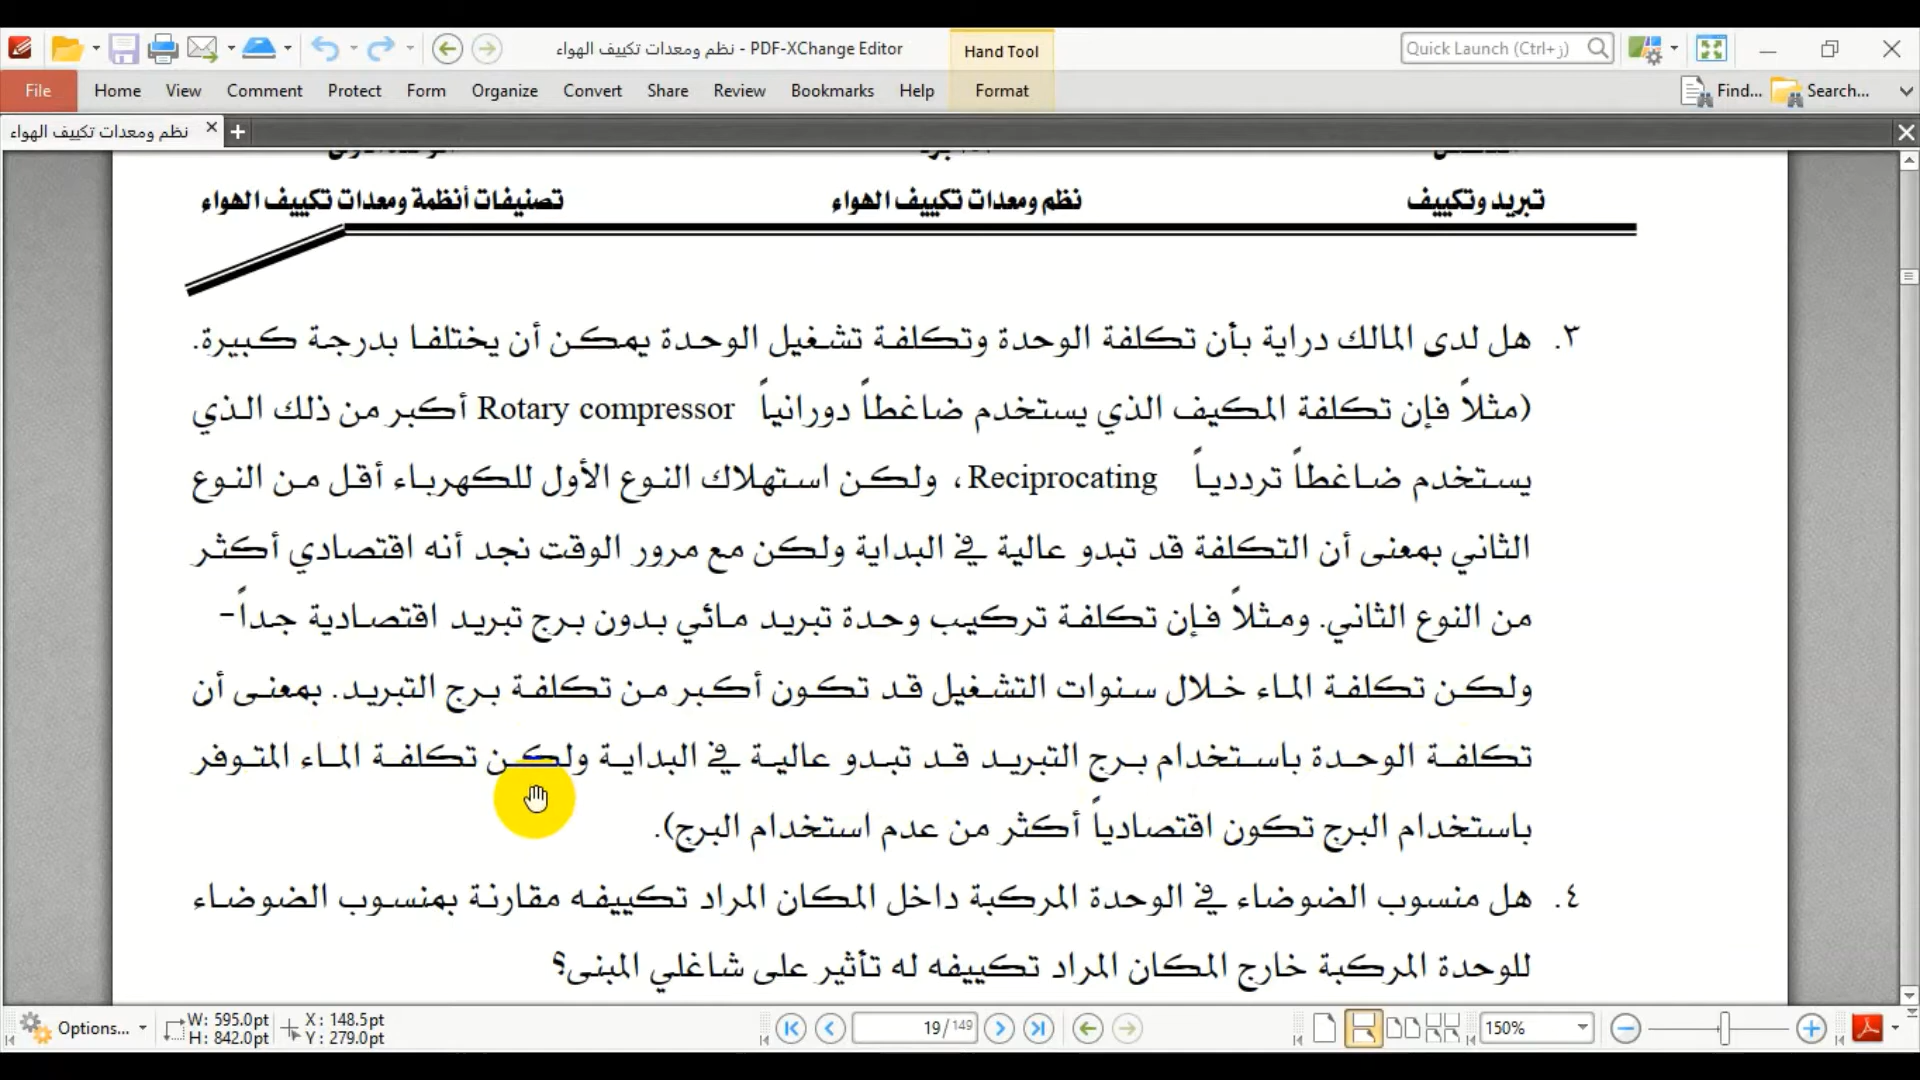 نظم ومعدات تكييف الهواء - PDF-XChange Editor
Hand Tool
Quick Launch (Ctrl+ز)
File Home View Comment Protect Form Organize Convert Share Review Bookmarks Help Format Find... Search...
نظم ومعدات تكييف الهواء
تبريد وتكييف نظم ومعدات تكييف الهواء تصنيفات أنظمة ومعدات تكييف الهواء
٣. هل لدى المالك دراية بأن تكلفة الوحدة وتكلفة تشغيل الوحدة يمكن أن يختلفا بدرجة كبيرة.
(مثلاً فإن تكلفة المكيف الذي يستخدم ضاغطاً دورانياً Rotary compressor أكبر من ذلك الذي
يستخدم ضاغطاً ترددياً Reciprocating، ولكن استهلاك النوع الأول للكهرباء أقل من النوع
الثاني بمعنى أن التكلفة قد تبدو عالية في البداية ولكن مع مرور الوقت نجد أنه اقتصادي أكثر
من النوع الثاني. ومثلاً فإن تكلفة تركيب وحدة تبريد مائي بدون برج تبريد اقتصادية جداً-
ولكن تكلفة الماء خلال سنوات التشغيل قد تكون أكبر من تكلفة برج التبريد. بمعنى أن
تكلفة الوحدة باستخدام برج التبريد قد تبدو عالية في البداية ولكن تكلفة الماء المتوفر
باستخدام البرج تكون اقتصادياً أكثر من عدم استخدام البرج).
٤. هل منسوب الضوضاء في الوحدة المركبة داخل المكان المراد تكييفه مقارنة بمنسوب الضوضاء
للوحدة المركبة خارج المكان المراد تكييفه له تأثير على شاغلي المبنى؟
Options... W: 595.0pt X: 148.5pt 19 / 149 150%
H: 842.0pt Y: 279.0pt